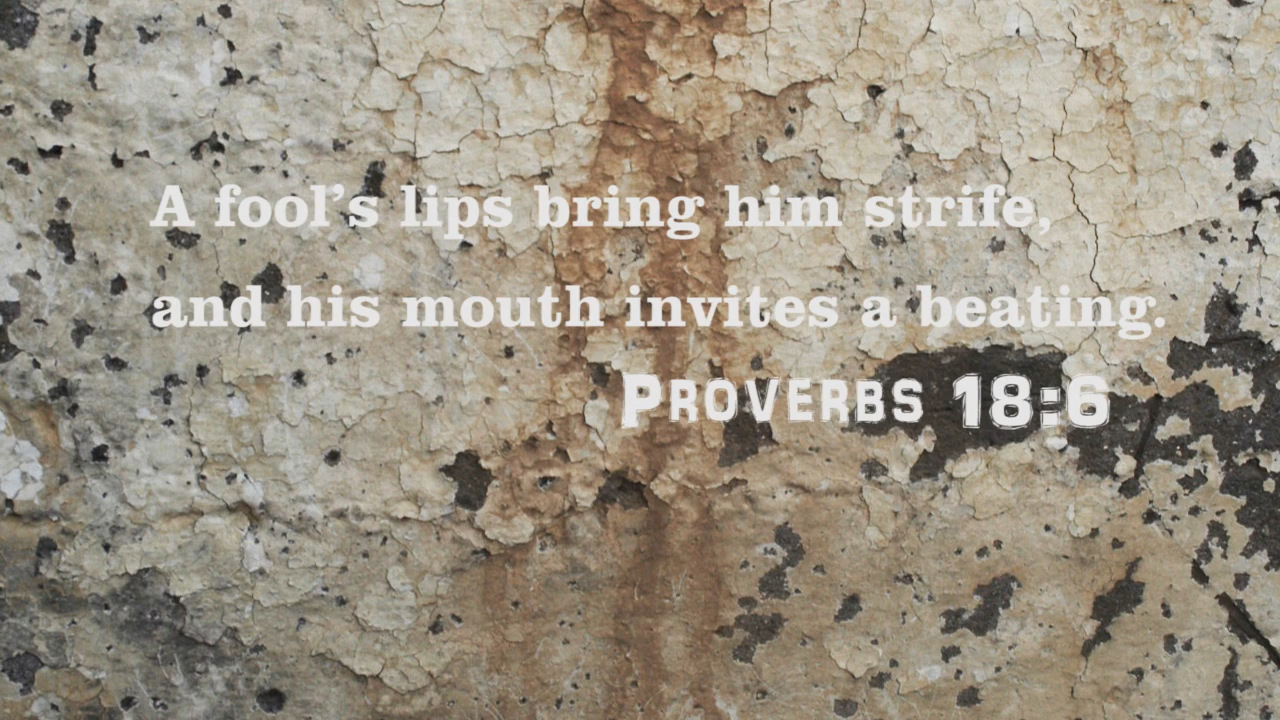 A fool’s lips bring him strife,
and his mouth invites a beating.
Proverbs 18:6